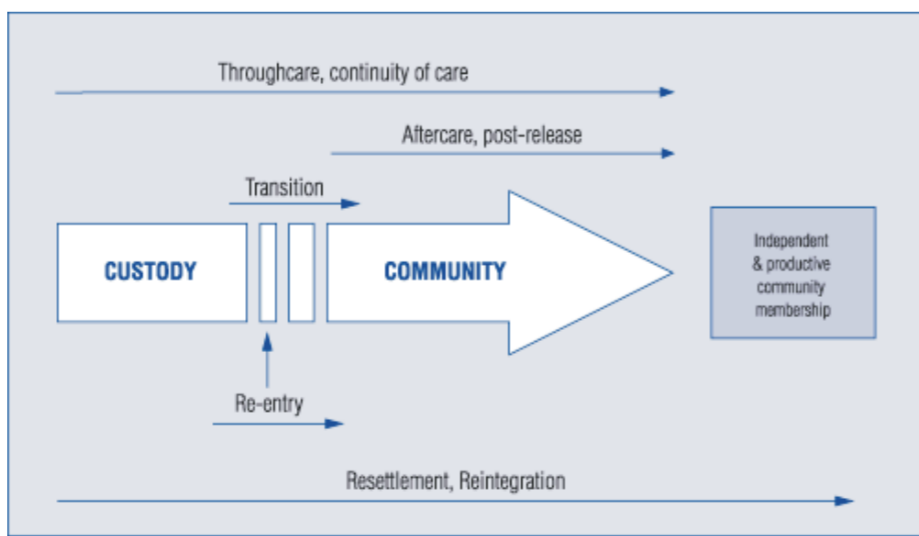 Throughcare, continuity of care
Aftercare, post-release
Transition
CUSTODY
COMMUNITY
Independent
& productive
community
membership
Re-entry
Resettlement, Reintegration